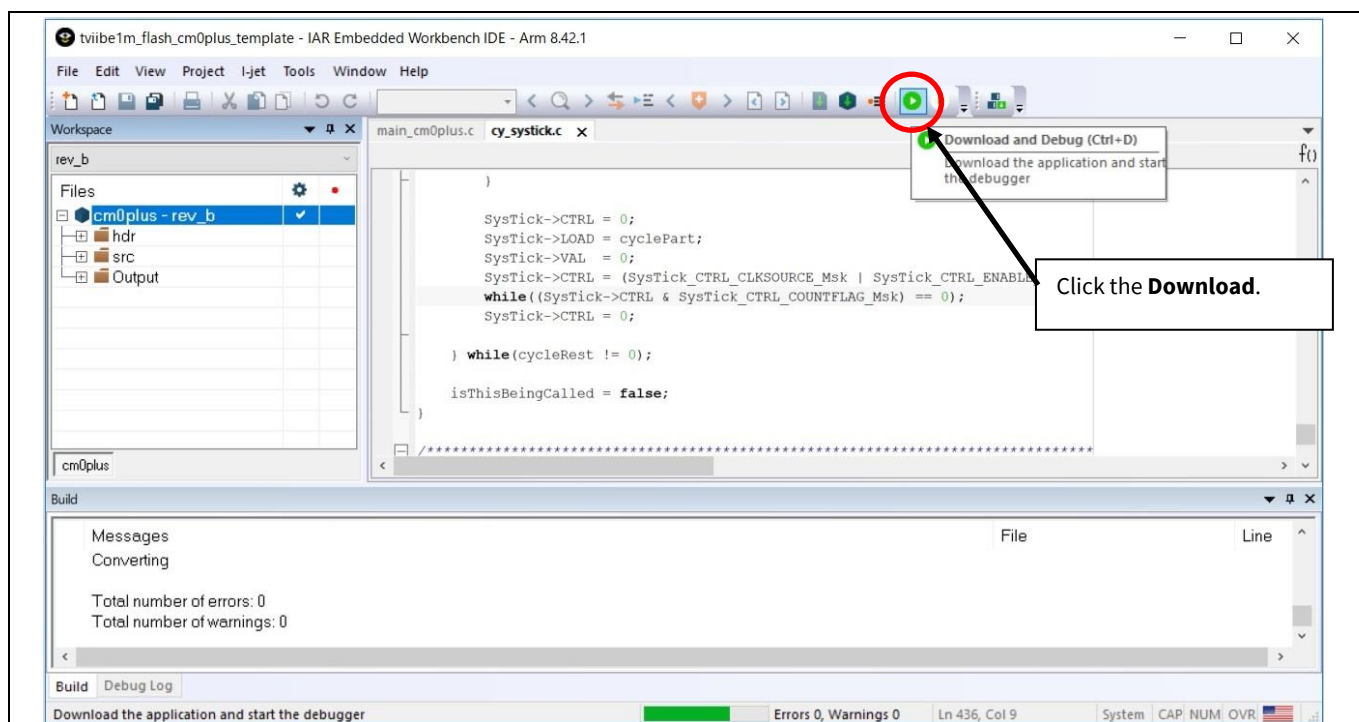 tviibe1m_flash_cm0plus_template - IAR Embedded Workbench IDE - Arm 8.42.1
File Edit View Project I-jet Tools Window Help
Workspace
main_cm0plus.c cy_systick.c
rev_b
Files
cm0plus - rev_b
hdr
src
Output
cm0plus
f()
}
SysTick->CTRL = 0;
SysTick->LOAD = cyclePart;
SysTick->VAL = 0;
SysTick->CTRL = (SysTick_CTRL_CLKSOURCE_Msk | SysTick_CTRL_ENABLE
while((SysTick->CTRL & SysTick_CTRL_COUNTFLAG_Msk) == 0);
SysTick->CTRL = 0;
} while(cycleRest != 0);
isThisBeingCalled = false;
}
Download and Debug (Ctrl+D)
Download the application and start
the debugger
Click the Download.
Build
Messages File Line
Converting
Total number of errors: 0
Total number of warnings: 0
Build Debug Log
Download the application and start the debugger Errors 0, Warnings 0 Ln 436, Col 9 System CAP NUM OVR